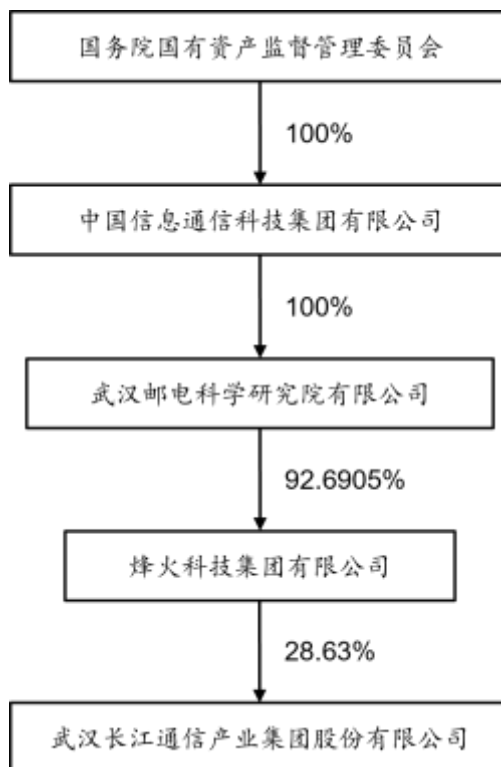 国务院国有资产监督管理委员会
100%
中国信息通信科技集团有限公司
100%
武汉邮电科学研究院有限公司
92.6905%
烽火科技集团有限公司
28.63%
武汉长江通信产业集团股份有限公司